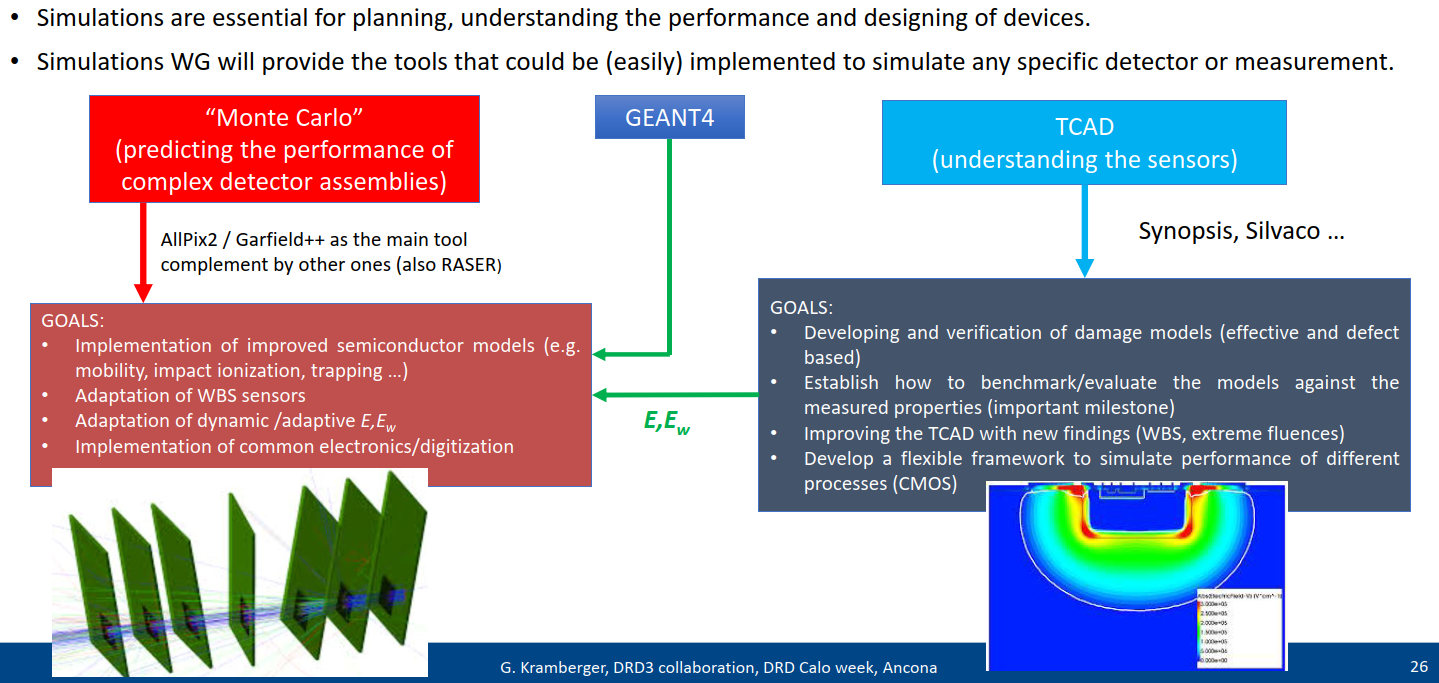 • Simulations are essential for planning, understanding the performance and designing of devices.
• Simulations WG will provide the tools that could be (easily) implemented to simulate any specific detector or measurement.
“Monte Carlo”
(predicting the performance of
complex detector assemblies)
GEANT4
TCAD
(understanding the sensors)
AllPix2 / Garfield++ as the main tool
complement by other ones (also RASER)
Synopsis, Silvaco ...
GOALS:
• Implementation of improved semiconductor models (e.g.
mobility, impact ionization, trapping ...)
• Adaptation of WBS sensors
• Adaptation of dynamic /adaptive E,Ew
• Implementation of common electronics/digitization
E,Ew
GOALS:
• Developing and verification of damage models (effective and defect
based)
• Establish how to benchmark/evaluate the models against the
measured properties (important milestone)
• Improving the TCAD with new findings (WBS, extreme fluences)
• Develop a flexible framework to simulate performance of different
processes (CMOS)
G. Kramberger, DRD3 collaboration, DRD Calo week, Ancona
26